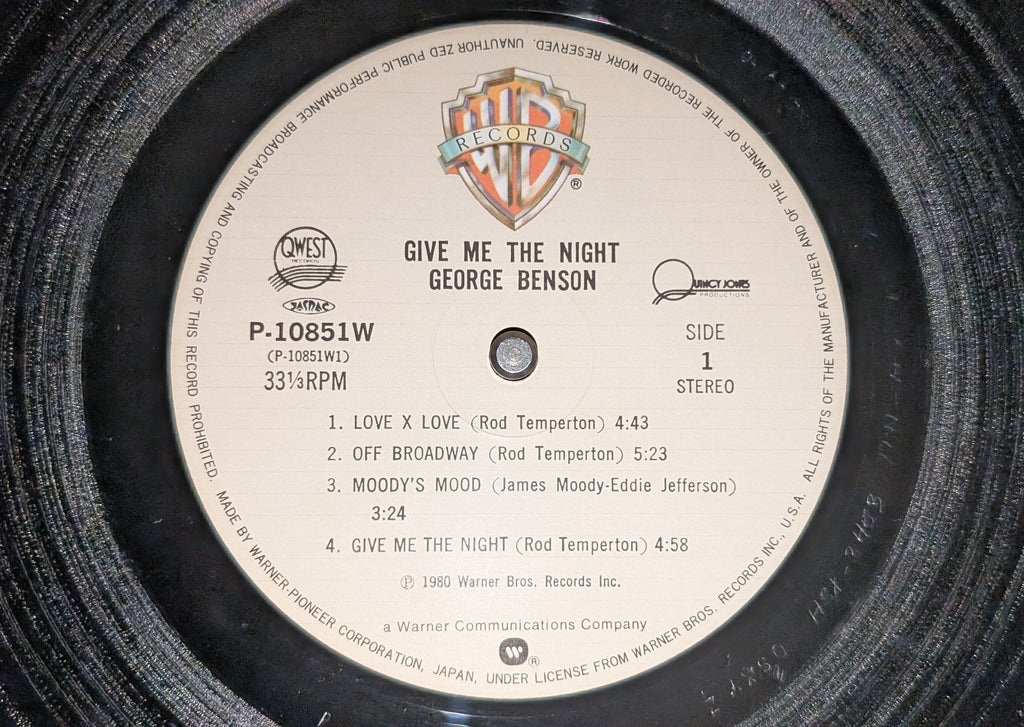 WB
RECORDS
®
QWEST
RECORDS
JASRAC
GIVE ME THE NIGHT
GEORGE BENSON
QUINCY JONES
PRODUCTIONS
P-10851W
(P-10851W1)
33⅓RPM
SIDE
1
STEREO
1. LOVE X LOVE (Rod Temperton) 4:43
2. OFF BROADWAY (Rod Temperton) 5:23
3. MOODY'S MOOD (James Moody-Eddie Jefferson)
3:24
4. GIVE ME THE NIGHT (Rod Temperton) 4:58
Ⓟ 1980 Warner Bros. Records Inc.
a Warner Communications Company
®
MADE BY WARNER-PIONEER CORPORATION, JAPAN, UNDER LICENSE FROM WARNER BROS. RECORDS INC., U.S.A. ALL RIGHTS OF THE MANUFACTURER AND OF THE OWNER OF THE RECORDED WORK RESERVED. UNAUTHOR ZED PUBLIC PERFORMANCE BROADCASTING AND COPYING OF THIS RECORD PROHIBITED.